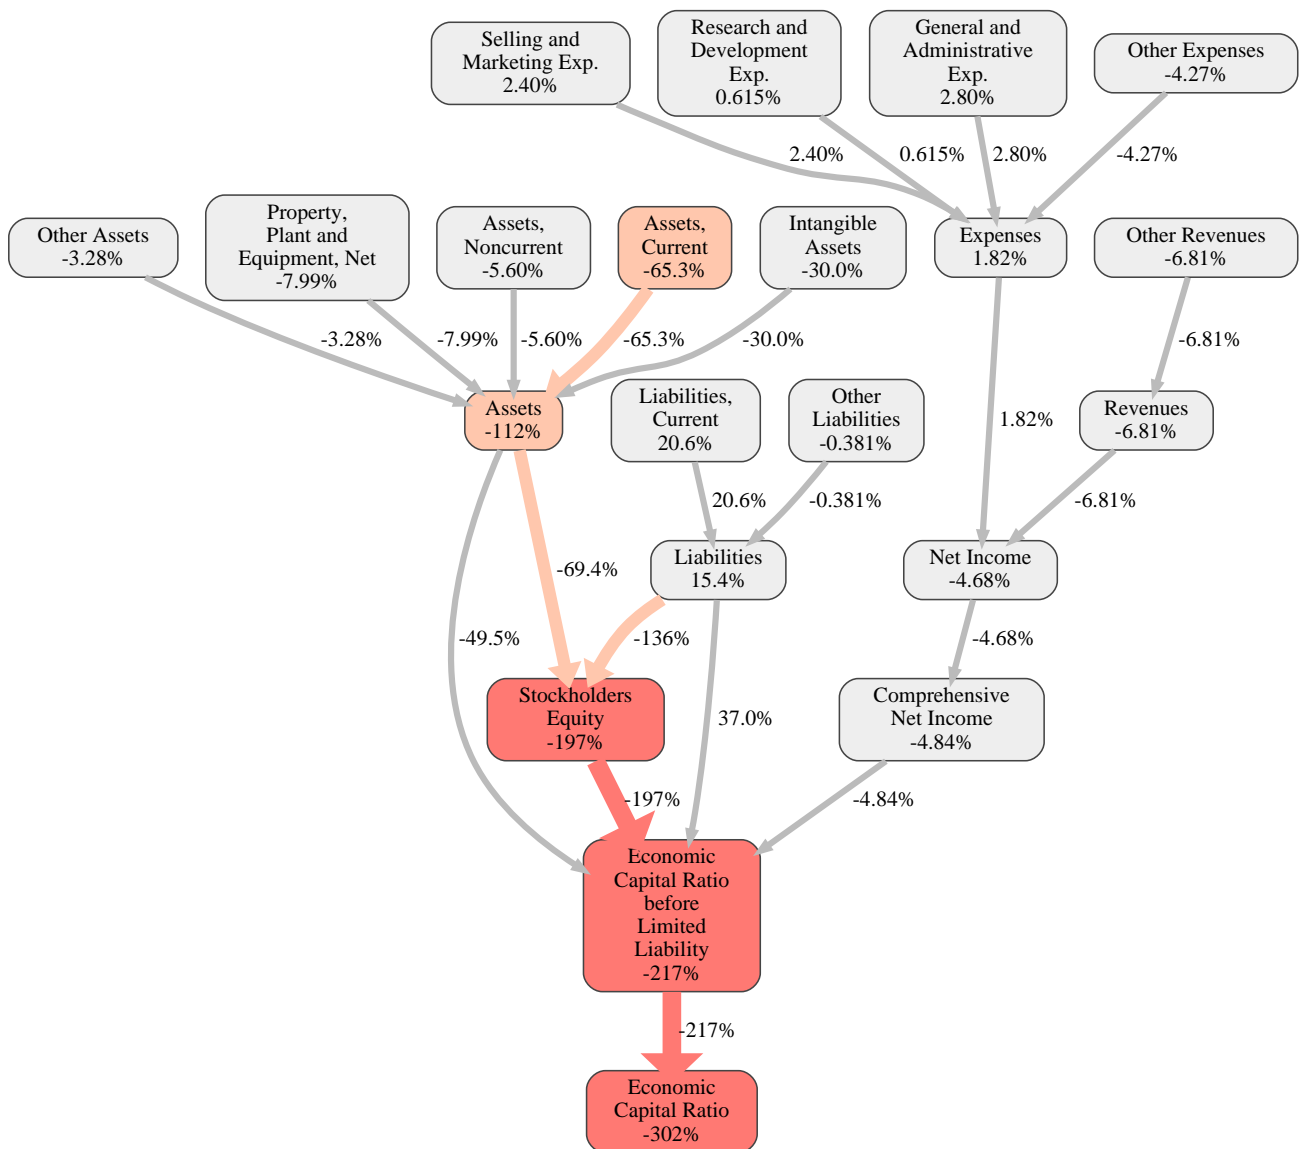 Selling and
Marketing Exp.
2.40%
Research and
Development
Exp.
0.615%
General and
Administrative
Exp.
2.80%
Other Expenses
-4.27%
2.40%
0.615%
2.80%
-4.27%
Other Assets
-3.28%
Property,
Plant and
Equipment, Net
-7.99%
Assets,
Noncurrent
-5.60%
Assets,
Current
-65.3%
Intangible
Assets
-30.0%
Expenses
1.82%
Other Revenues
-6.81%
-3.28%
-7.99%
-5.60%
-65.3%
-30.0%
-6.81%
Assets
-112%
Liabilities,
Current
20.6%
Other
Liabilities
-0.381%
1.82%
Revenues
-6.81%
20.6%
-0.381%
-6.81%
-69.4%
Liabilities
15.4%
Net Income
-4.68%
-49.5%
-136%
-4.68%
Stockholders
Equity
-197%
37.0%
Comprehensive
Net Income
-4.84%
-197%
-4.84%
Economic
Capital Ratio
before
Limited
Liability
-217%
-217%
Economic
Capital Ratio
-302%